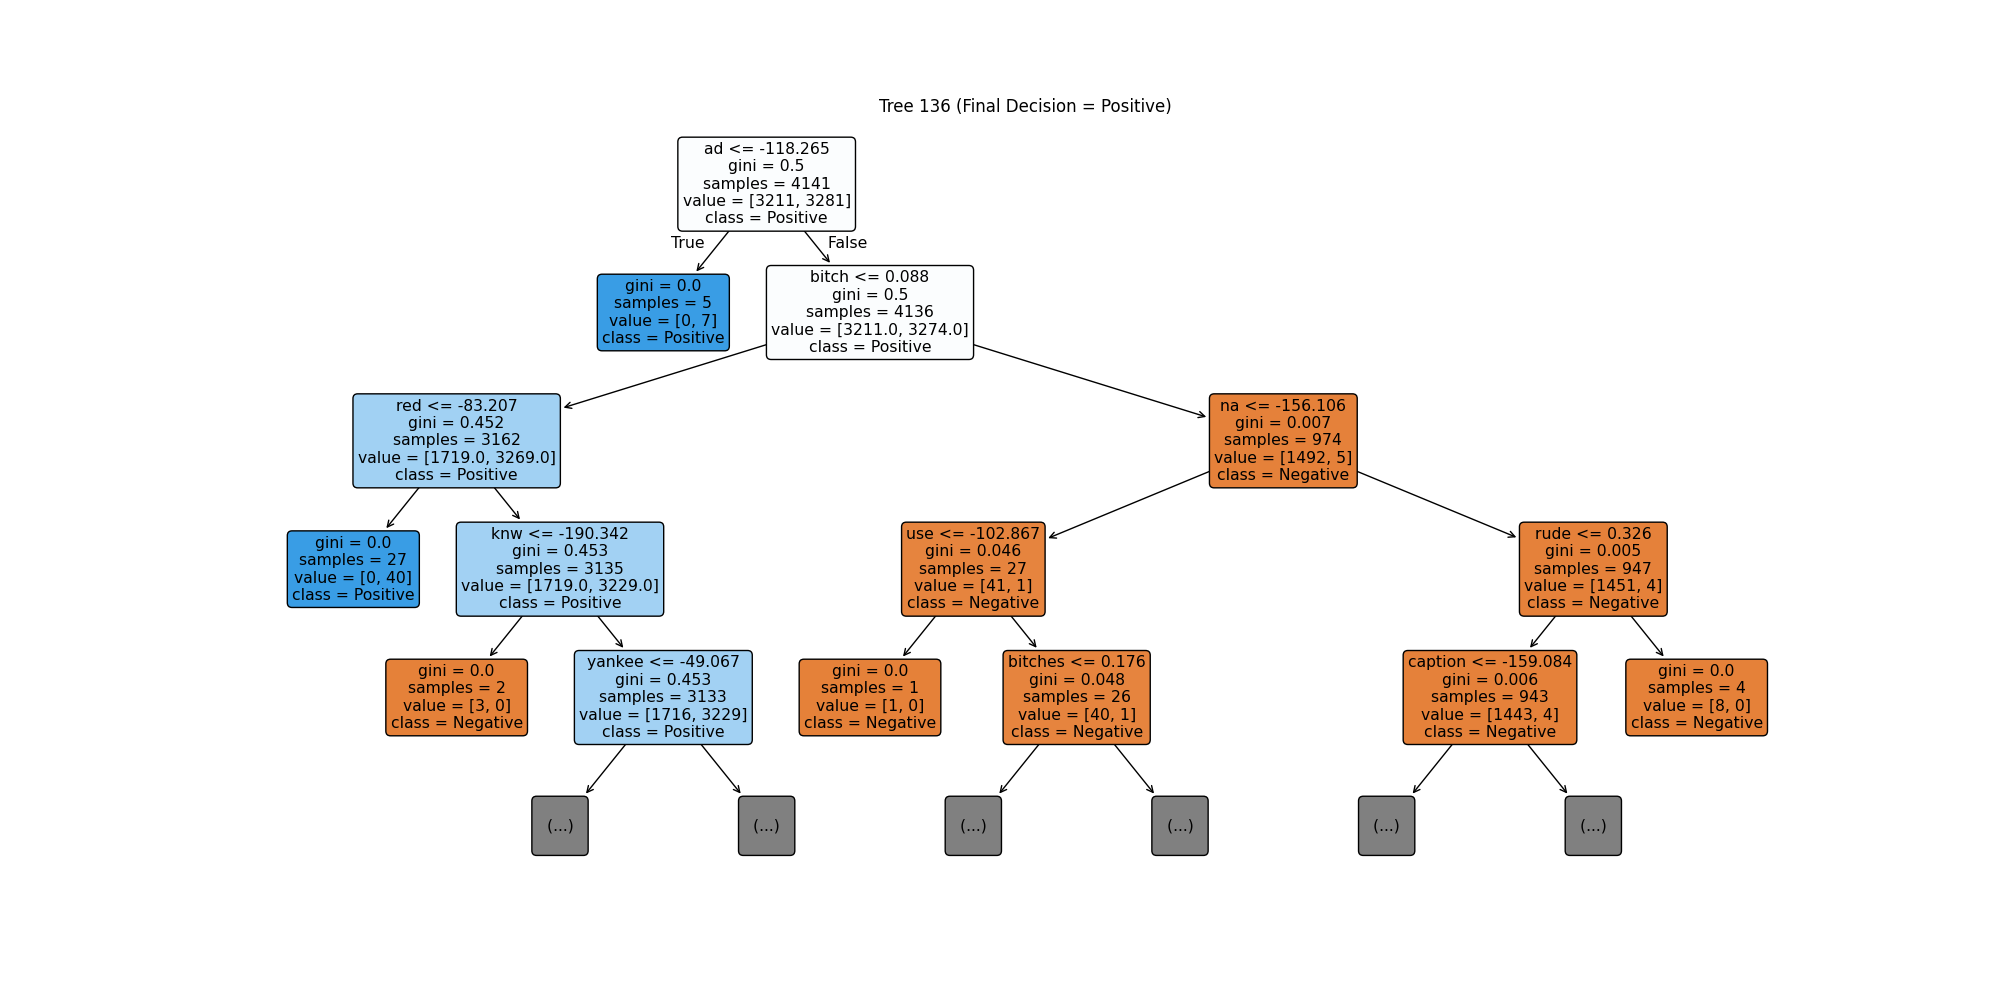 Tree 136 (Final Decision = Positive)
ad <= -118.265
gini = 0.5
samples = 4141
value = [3211, 3281]
class = Positive
True
False
gini = 0.0
samples = 5
value = [0, 7]
class = Positive
bitch <= 0.088
gini = 0.5
samples = 4136
value = [3211.0, 3274.0]
class = Positive
red <= -83.207
gini = 0.452
samples = 3162
value = [1719.0, 3269.0]
class = Positive
na <= -156.106
gini = 0.007
samples = 974
value = [1492, 5]
class = Negative
gini = 0.0
samples = 27
value = [0, 40]
class = Positive
knw <= -190.342
gini = 0.453
samples = 3135
value = [1719.0, 3229.0]
class = Positive
use <= -102.867
gini = 0.046
samples = 27
value = [41, 1]
class = Negative
rude <= 0.326
gini = 0.005
samples = 947
value = [1451, 4]
class = Negative
gini = 0.0
samples = 2
value = [3, 0]
class = Negative
yankee <= -49.067
gini = 0.453
samples = 3133
value = [1716, 3229]
class = Positive
gini = 0.0
samples = 1
value = [1, 0]
class = Negative
bitches <= 0.176
gini = 0.048
samples = 26
value = [40, 1]
class = Negative
caption <= -159.084
gini = 0.006
samples = 943
value = [1443, 4]
class = Negative
gini = 0.0
samples = 4
value = [8, 0]
class = Negative
(...)
(...)
(...)
(...)
(...)
(...)